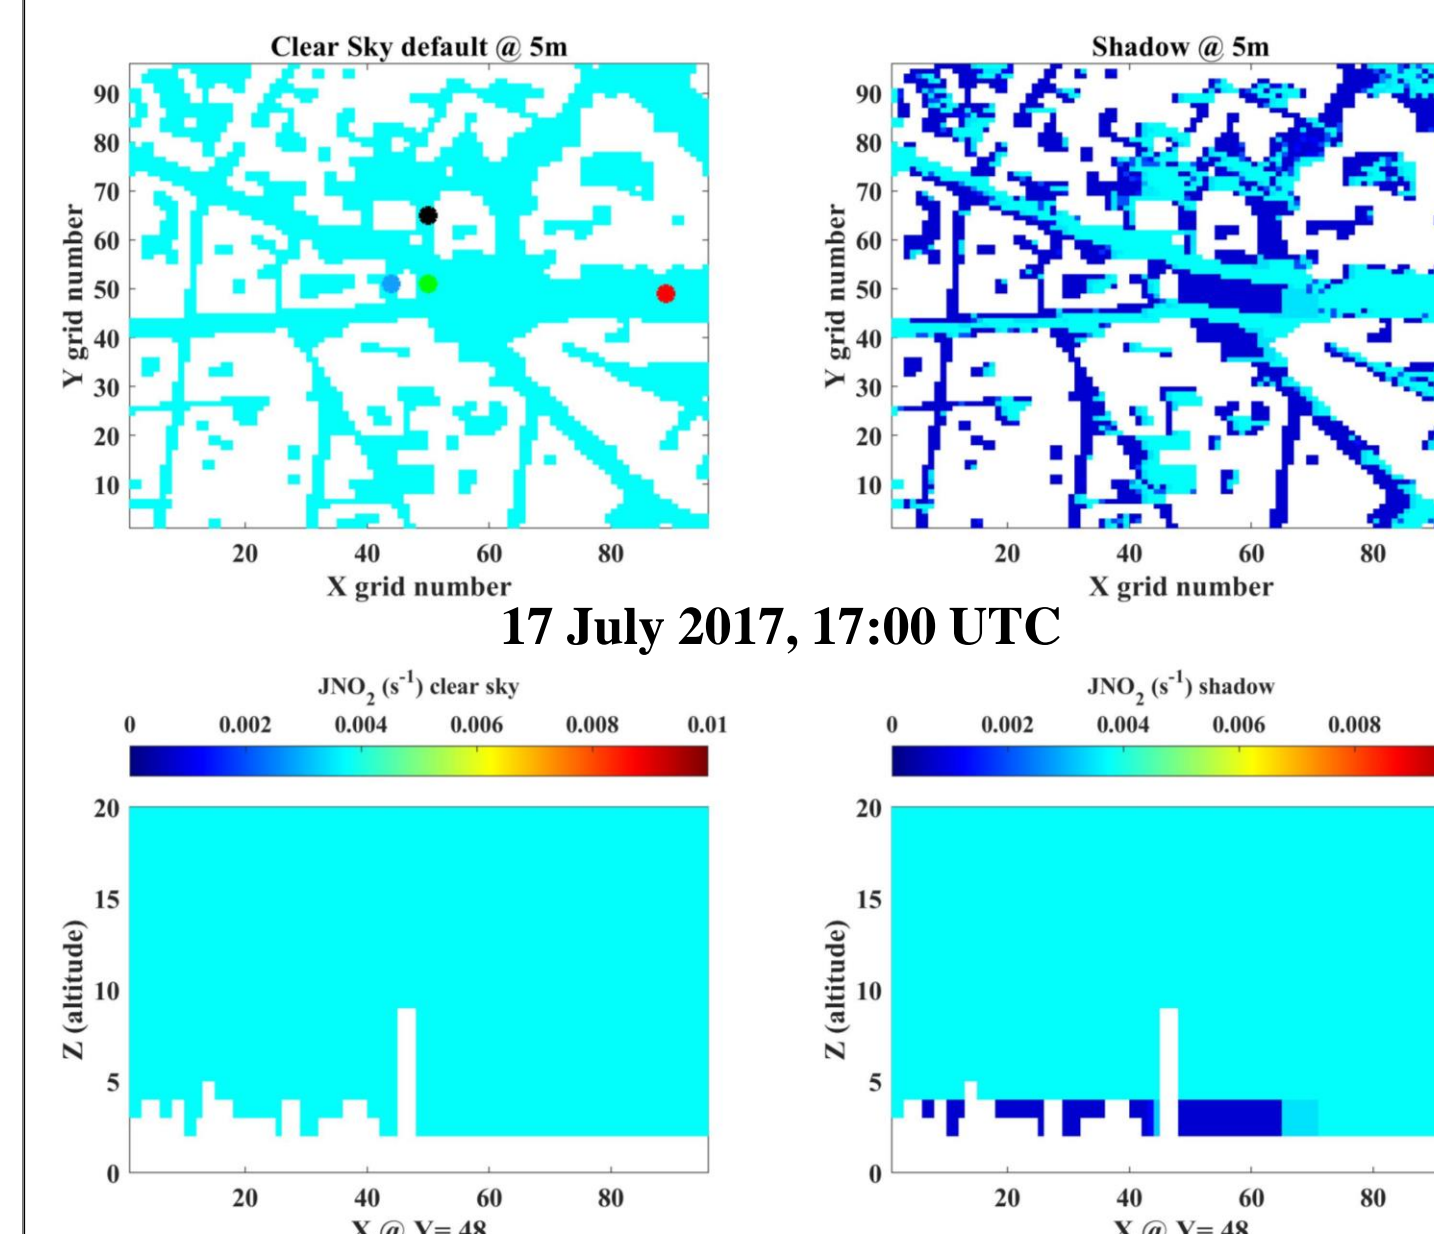 Clear Sky default @ 5m
Shadow @ 5m
90
80
70
60
50
40
30
20
10
Y grid number
20 40 60 80
X grid number
90
80
70
60
50
40
30
20
10
Y grid number
20 40 60 80
X grid number
17 July 2017, 17:00 UTC
JNO2 (s-1) clear sky
0 0.002 0.004 0.006 0.008 0.01
JNO2 (s-1) shadow
0 0.002 0.004 0.006 0.008
20
15
10
5
0
Z (altitude)
20 40 60 80
X @ Y= 48
20
15
10
5
0
Z (altitude)
20 40 60 80
X @ Y= 48